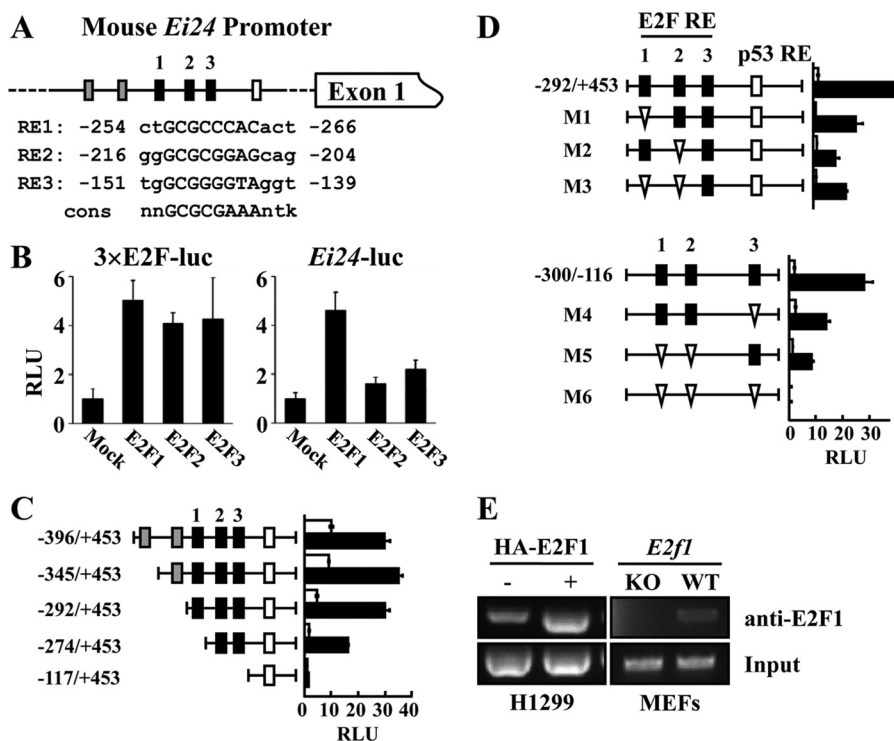 A
Mouse Ei24 Promoter
1 2 3
Exon 1
RE1: -254 ctGCGCCCACact -266
RE2: -216 ggGCGCGGAGcag -204
RE3: -151 tgGCGGGGTAggt -139
cons nnGCGCGAAAntk
B
3×E2F-luc
Ei24-luc
RLU
6
4
2
0
Mock
E2F1
E2F2
E2F3
6
4
2
0
Mock
E2F1
E2F2
E2F3
C
1 2 3
-396/+453
-345/+453
-292/+453
-274/+453
-117/+453
0 10 20 30 40
RLU
D
E2F RE
1 2 3 p53 RE
-292/+453
M1
M2
M3
1 2 3
-300/-116
M4
M5
M6
0 10 20 30
RLU
E
HA-E2F1 E2f1
- + KO WT
anti-E2F1
Input
H1299 MEFs